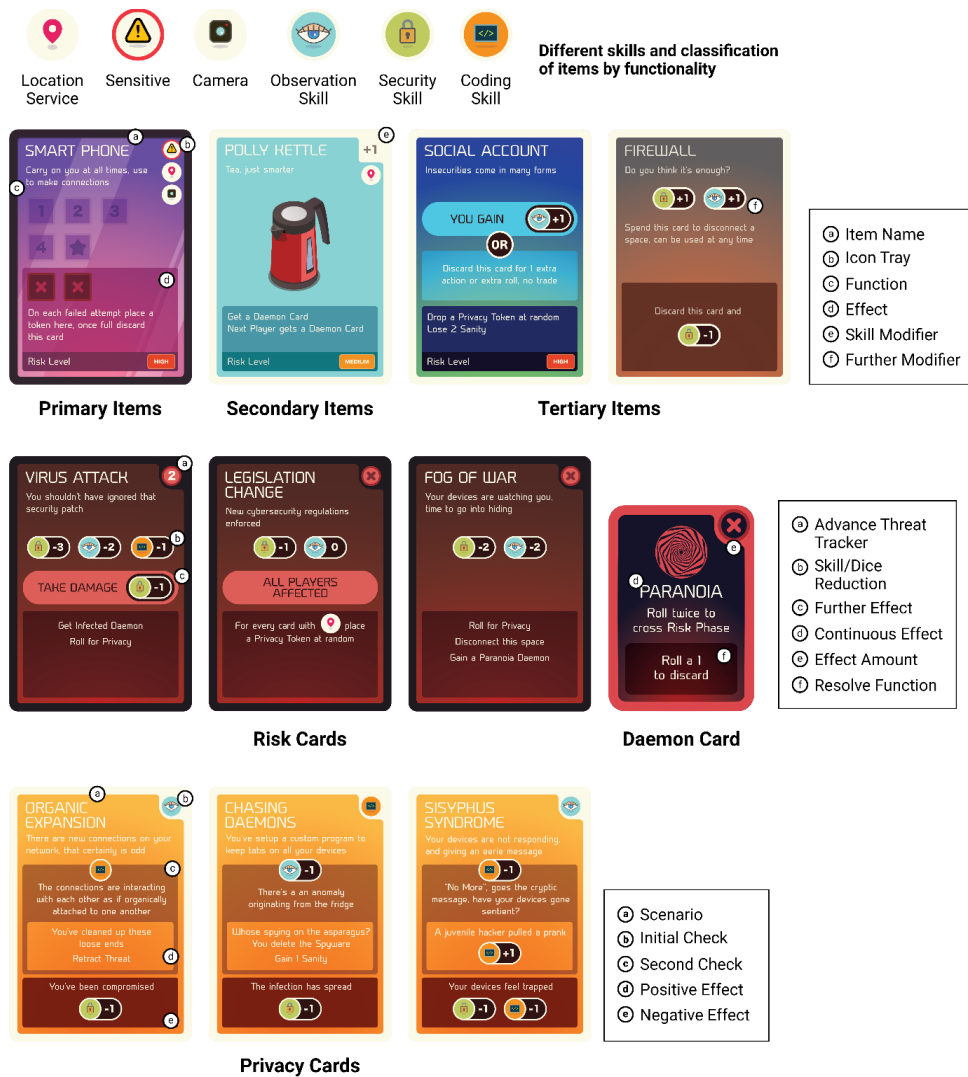 Location
Service
Sensitive
Camera
Observation
Skill
Security
Skill
Coding
Skill
Different skills and classification
of items by functionality
a
SMART PHONE
b
Carry on you at all times, use
to make connections
c
1 2 3
4
d
On each failed attempt place a
token here, once full discard
this card
Risk Level HIGH
Primary Items
e
POLLY KETTLE +1
Tea, just smarter
Get a Daemon Card
Next Player gets a Daemon Card
Risk Level MEDIUM
Secondary Items
SOCIAL ACCOUNT
Insecurities come in many forms
YOU GAIN +1
OR
Discard this card for 1 extra
action or extra roll, no trade
Drop a Privacy Token at random
Lose 2 Sanity
Risk Level HIGH
FIREWALL
Do you think it's enough?
+1 +1
f
Spend this card to disconnect a
space, can be used at any time
Discard this card and
-1
Tertiary Items
a Item Name
b Icon Tray
c Function
d Effect
e Skill Modifier
f Further Modifier
VIRUS ATTACK 2
a
You shouldn't have ignored that
security patch
-3 -2 -1
b
TAKE DAMAGE -1
c
Get Infected Daemon
Roll for Privacy
LEGISLATION
CHANGE
New cybersecurity regulations
enforced
-1 0
ALL PLAYERS
AFFECTED
For every card with place
a Privacy Token at random
FOG OF WAR
Your devices are watching you,
time to go into hiding
-2 -2
Roll for Privacy
Disconnect this space
Gain a Paranoia Daemon
Risk Cards
e
d
PARANOIA
Roll twice to
cross Risk Phase
Roll a 1
to discard
f
Daemon Card
a Advance Threat
Tracker
b Skill/Dice
Reduction
c Further Effect
d Continuous Effect
e Effect Amount
f Resolve Function
a
ORGANIC
EXPANSION
b
There are new connections on your
network, that certainly is odd
c
The connections are interacting
with each other as if organically
attached to one another
You've cleaned up these
loose ends
Retract Threat
d
You've been compromised
-1
e
CHASING
DAEMONS
You've setup a custom program to
keep tabs on all your devices
-1
There's a an anomaly
originating from the fridge
Whose spying on the asparagus?
You delete the Spyware
Gain 1 Sanity
The infection has spread
-1
SISYPHUS
SYNDROME
Your devices are not responding,
and giving an eerie message
-1
"No More", goes the cryptic
message, have your devices gone
sentient?
A juvenile hacker pulled a prank
+1
Your devices feel trapped
-1 -1
Privacy Cards
a Scenario
b Initial Check
c Second Check
d Positive Effect
e Negative Effect